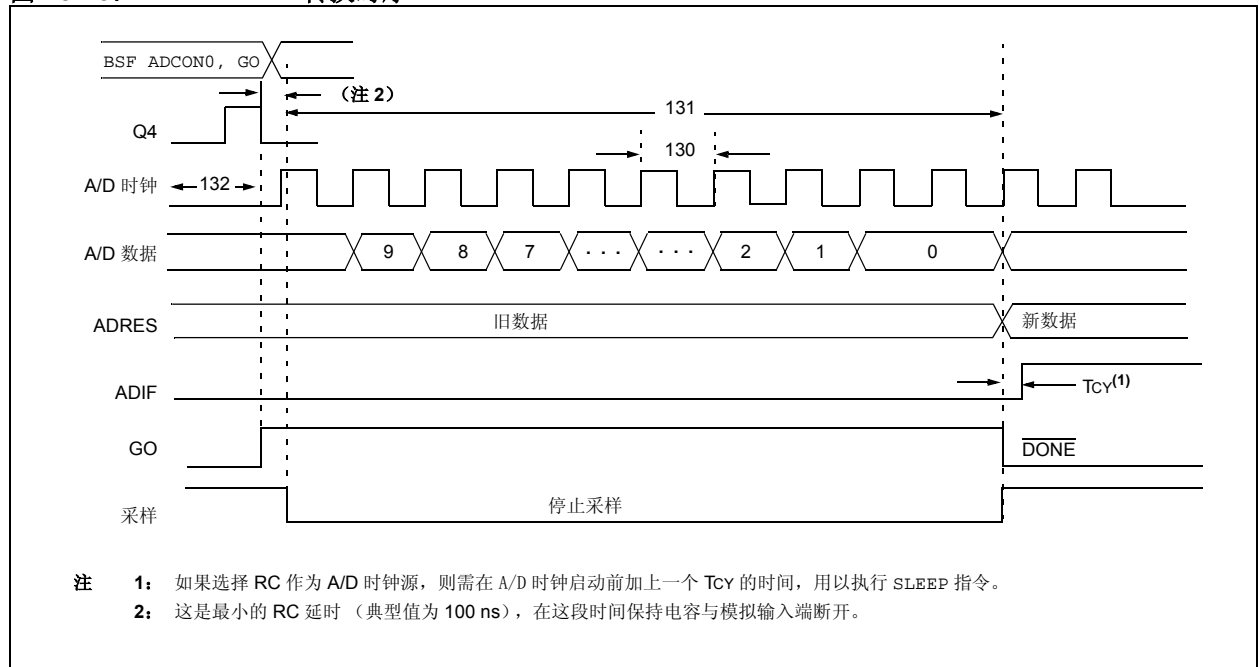 BSF ADCON0, GO
（注 2）
131
Q4
130
A/D 时钟
132
A/D 数据
9 8 7 · · · · · · 2 1 0
ADRES
旧数据
新数据
ADIF
TCY(1)
GO
DONE
采样
停止采样
注 1： 如果选择 RC 作为 A/D 时钟源，则需在 A/D 时钟启动前加上一个 TCY 的时间，用以执行 SLEEP 指令。
2： 这是最小的 RC 延时 （典型值为 100 ns），在这段时间保持电容与模拟输入端断开。